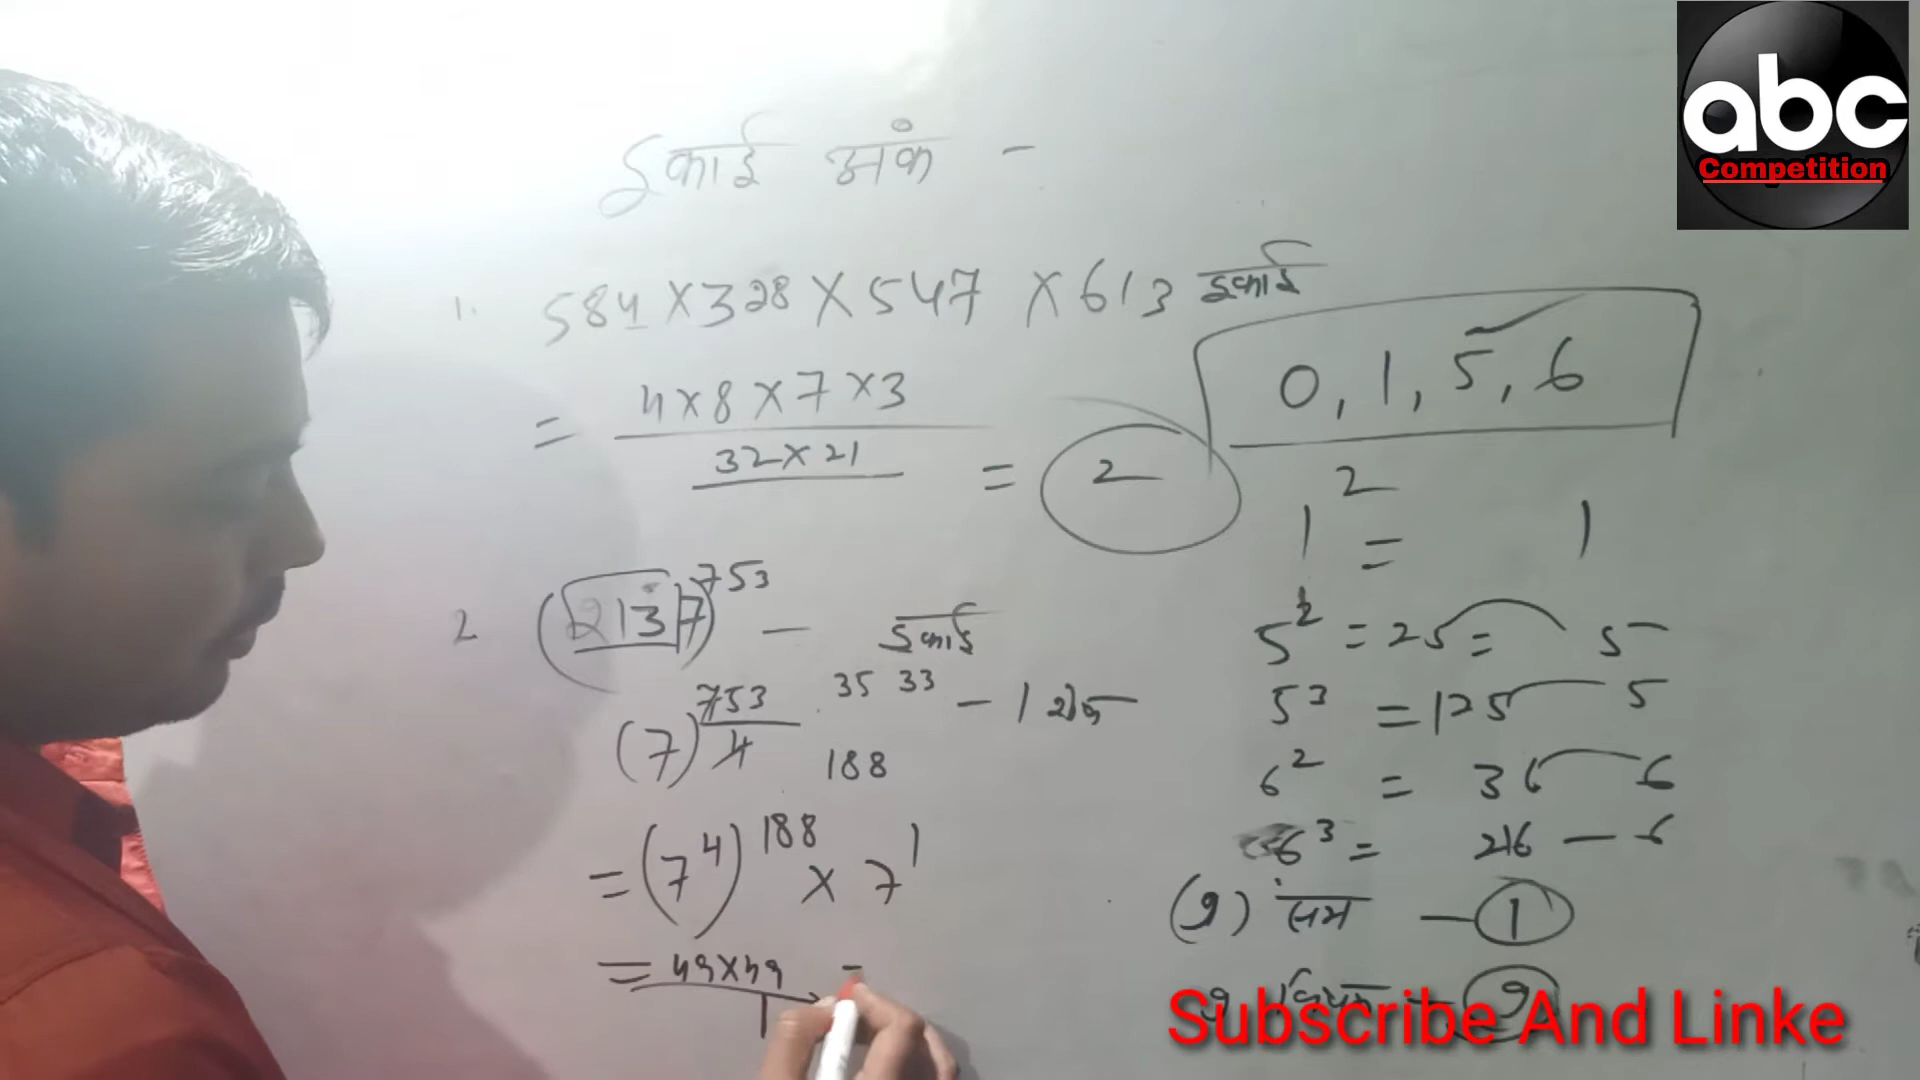 abc
Competition
इकाई अंक -
1. 584 X 328 X 547 X 613 इकाई
= 4 X 8 X 7 X 3
32 X 21
= 2
0, 1, 5, 6
1² = 1
2. (2137)⁷⁵³ — इकाई
5² = 25 = 5
(7) 753/4 35 33 - 1 शेष
188
5³ = 125 5
6² = 36 6
= (7⁴)¹⁸⁸ X 7¹
6³ = 216 - 6
(9) सम - 1
= 49 X 49
1
9 विषम - 9
Subscribe And Linke